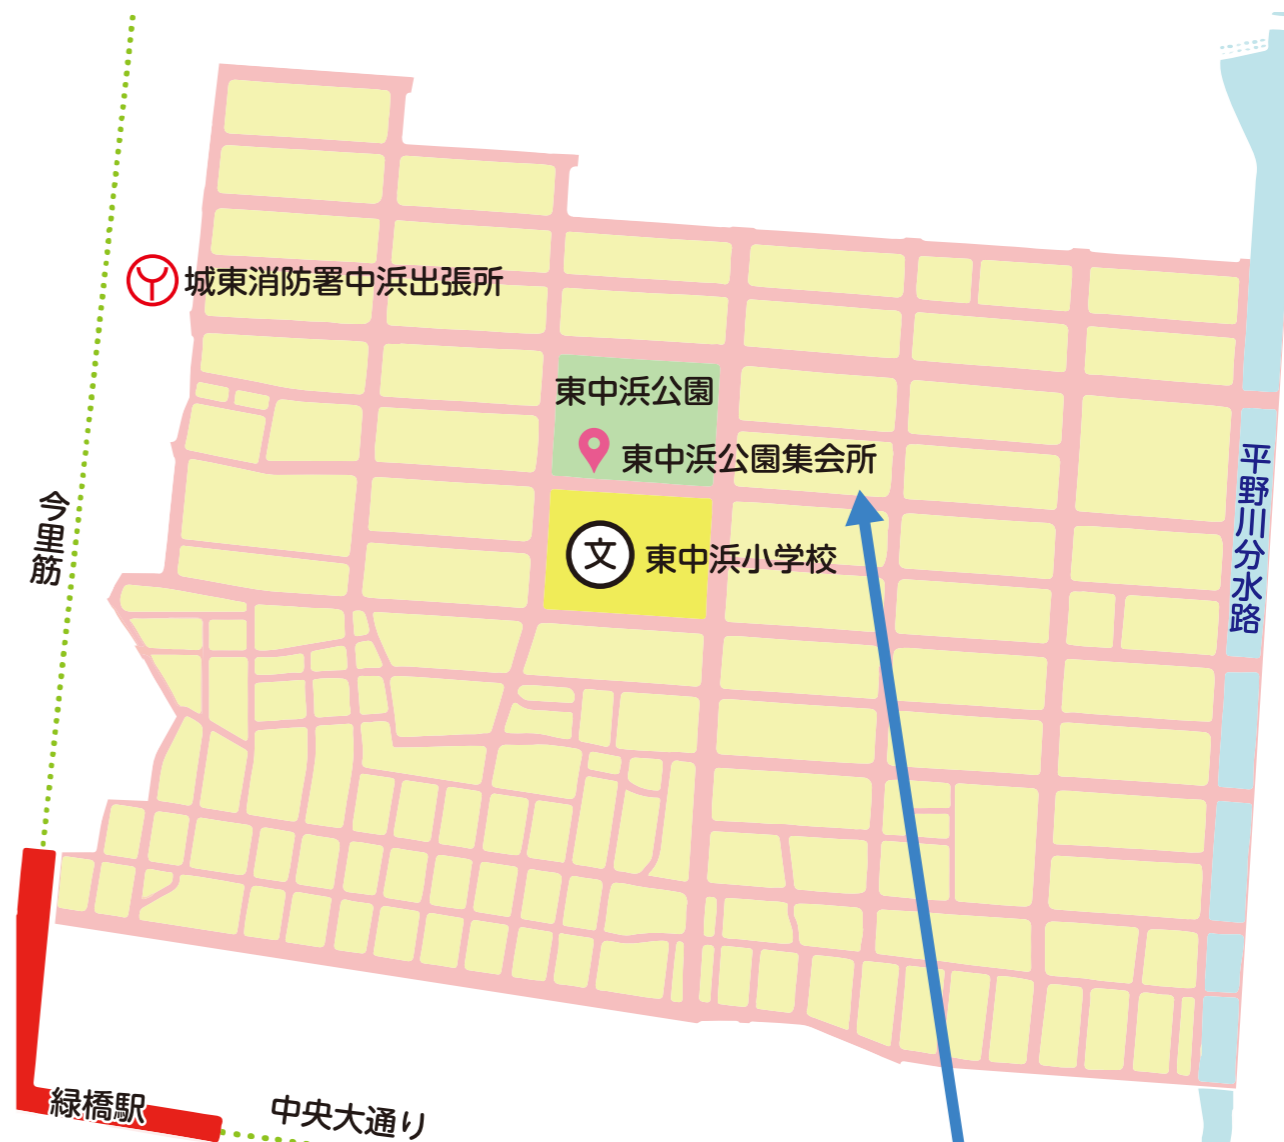 城東消防署中浜出張所
東中浜公園
東中浜公園集会所
文
東中浜小学校
今里筋
平野川分水路
緑橋駅
中央大通り